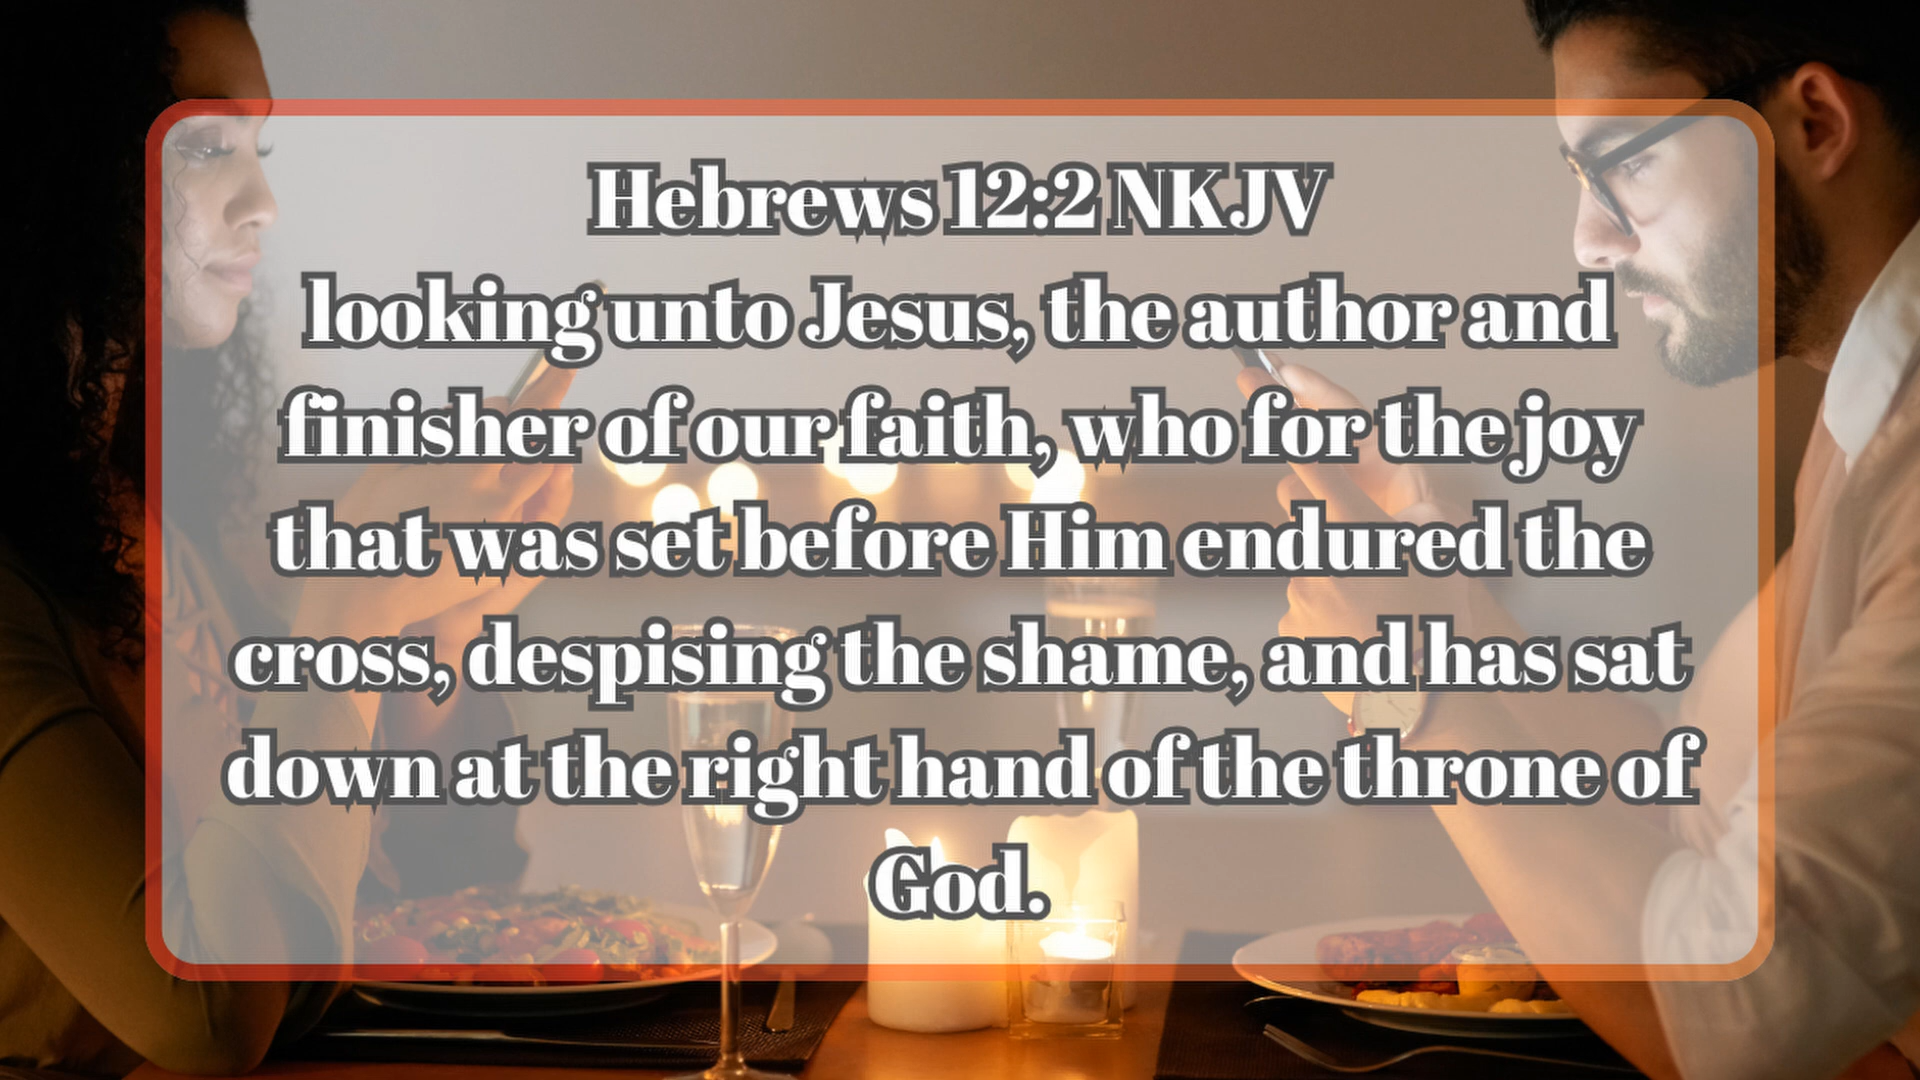 Hebrews 12:2 NKJV
looking unto Jesus, the author and
finisher of our faith, who for the joy
that was set before Him endured the
cross, despising the shame, and has sat
down at the right hand of the throne of
God.